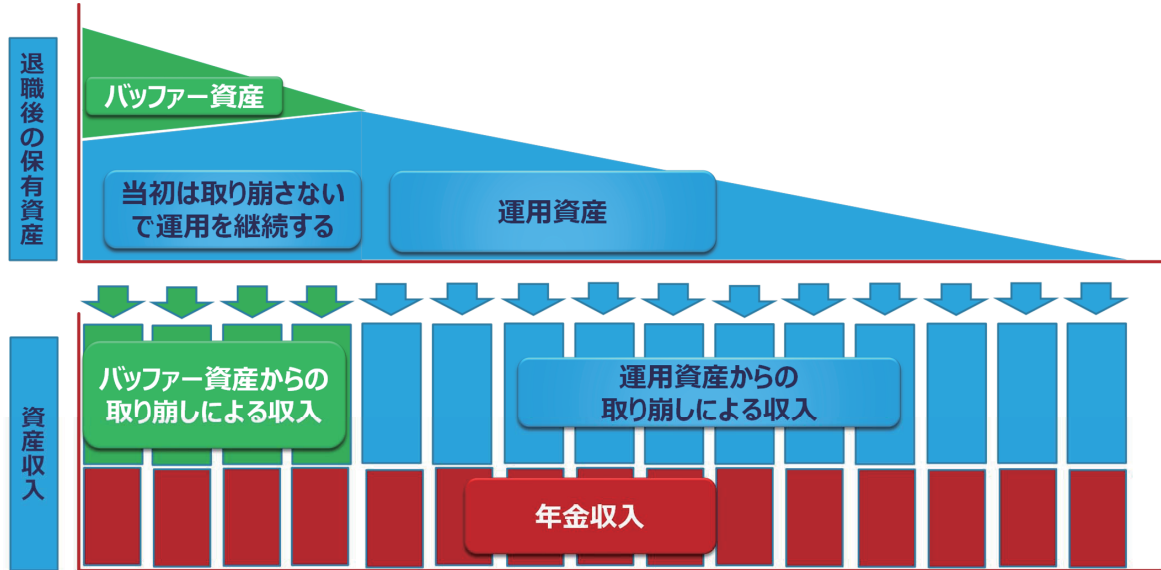 退職後の保有資産
バッファー資産
当初は取り崩さない
で運用を継続する
運用資産
資産収入
バッファー資産からの
取り崩しによる収入
運用資産からの
取り崩しによる収入
年金収入